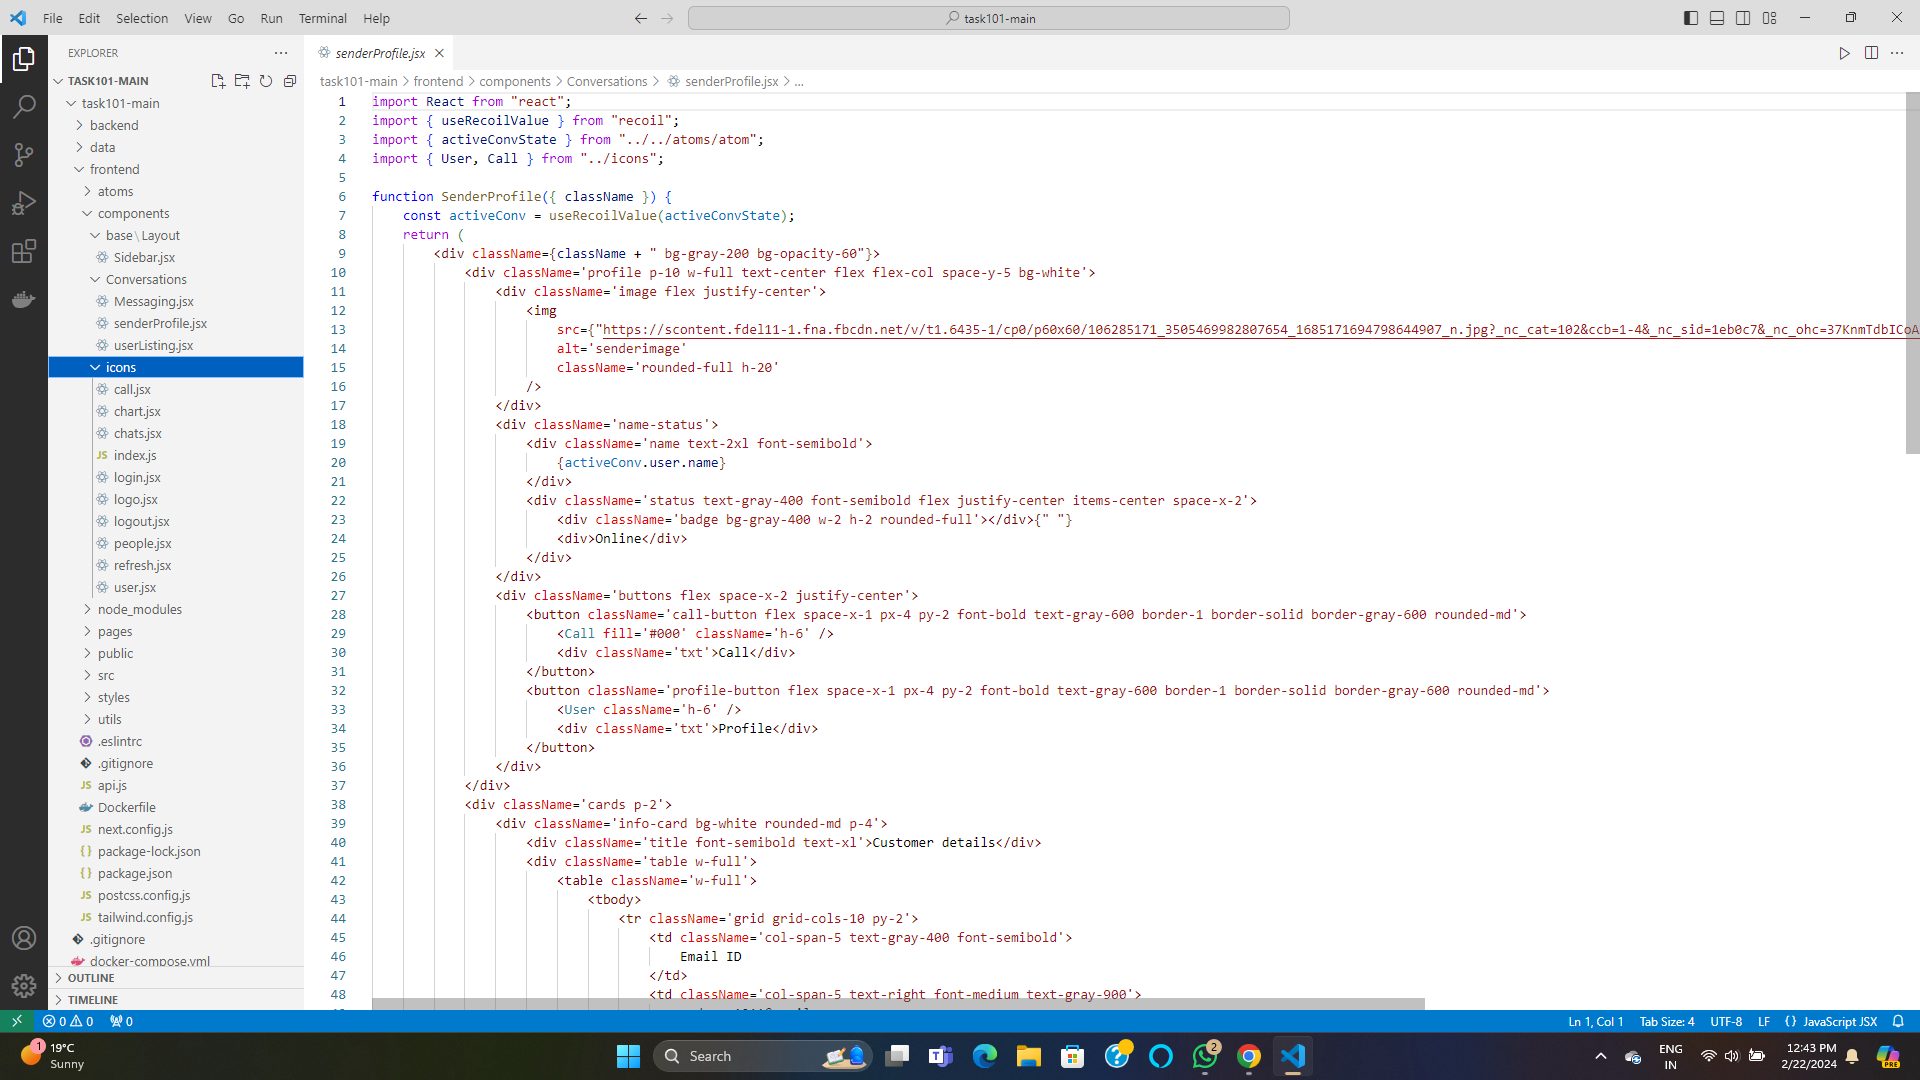 File Edit Selection View Go Run Terminal Help
task101-main
EXPLORER
TASK101-MAIN
task101-main
backend
data
frontend
atoms
components
base\Layout
Sidebar.jsx
Conversations
Messaging.jsx
senderProfile.jsx
userListing.jsx
icons
call.jsx
chart.jsx
chats.jsx
JS index.js
login.jsx
logo.jsx
logout.jsx
people.jsx
refresh.jsx
user.jsx
node_modules
pages
public
src
styles
utils
.eslintrc
.gitignore
JS api.js
Dockerfile
JS next.config.js
{} package-lock.json
{} package.json
JS postcss.config.js
JS tailwind.config.js
.gitignore
docker-compose.yml
OUTLINE
TIMELINE
senderProfile.jsx
task101-main > frontend > components > Conversations > senderProfile.jsx > ...
1 import React from "react";
2 import { useRecoilValue } from "recoil";
3 import { activeConvState } from "../../atoms/atom";
4 import { User, Call } from "../icons";
5
6 function SenderProfile({ className }) {
7 const activeConv = useRecoilValue(activeConvState);
8 return (
9 <div className={className + " bg-gray-200 bg-opacity-60"}>
10 <div className='profile p-10 w-full text-center flex flex-col space-y-5 bg-white'>
11 <div className='image flex justify-center'>
12 <img
13 src={"https://scontent.fdel11-1.fna.fbcdn.net/v/t1.6435-1/cp0/p60x60/106285171_3505469982807654_1685171694798644907_n.jpg?_nc_cat=102&ccb=1-4&_nc_sid=1eb0c7&_nc_ohc=37KnmTdbICoA
14 alt='senderimage'
15 className='rounded-full h-20'
16 />
17 </div>
18 <div className='name-status'>
19 <div className='name text-2xl font-semibold'>
20 {activeConv.user.name}
21 </div>
22 <div className='status text-gray-400 font-semibold flex justify-center items-center space-x-2'>
23 <div className='badge bg-gray-400 w-2 h-2 rounded-full'></div>{" "}
24 <div>Online</div>
25 </div>
26 </div>
27 <div className='buttons flex space-x-2 justify-center'>
28 <button className='call-button flex space-x-1 px-4 py-2 font-bold text-gray-600 border-1 border-solid border-gray-600 rounded-md'>
29 <Call fill='#000' className='h-6' />
30 <div className='txt'>Call</div>
31 </button>
32 <button className='profile-button flex space-x-1 px-4 py-2 font-bold text-gray-600 border-1 border-solid border-gray-600 rounded-md'>
33 <User className='h-6' />
34 <div className='txt'>Profile</div>
35 </button>
36 </div>
37 </div>
38 <div className='cards p-2'>
39 <div className='info-card bg-white rounded-md p-4'>
40 <div className='title font-semibold text-xl'>Customer details</div>
41 <div className='table w-full'>
42 <table className='w-full'>
43 <tbody>
44 <tr className='grid grid-cols-10 py-2'>
45 <td className='col-span-5 text-gray-400 font-semibold'>
46 Email ID
47 </td>
48 <td className='col-span-5 text-right font-medium text-gray-900'>
0 0 0
Ln 1, Col 1 Tab Size: 4 UTF-8 LF {} JavaScript JSX
1
19°C
Sunny
Search
2
ENG
IN
12:43 PM
2/22/2024
PRE